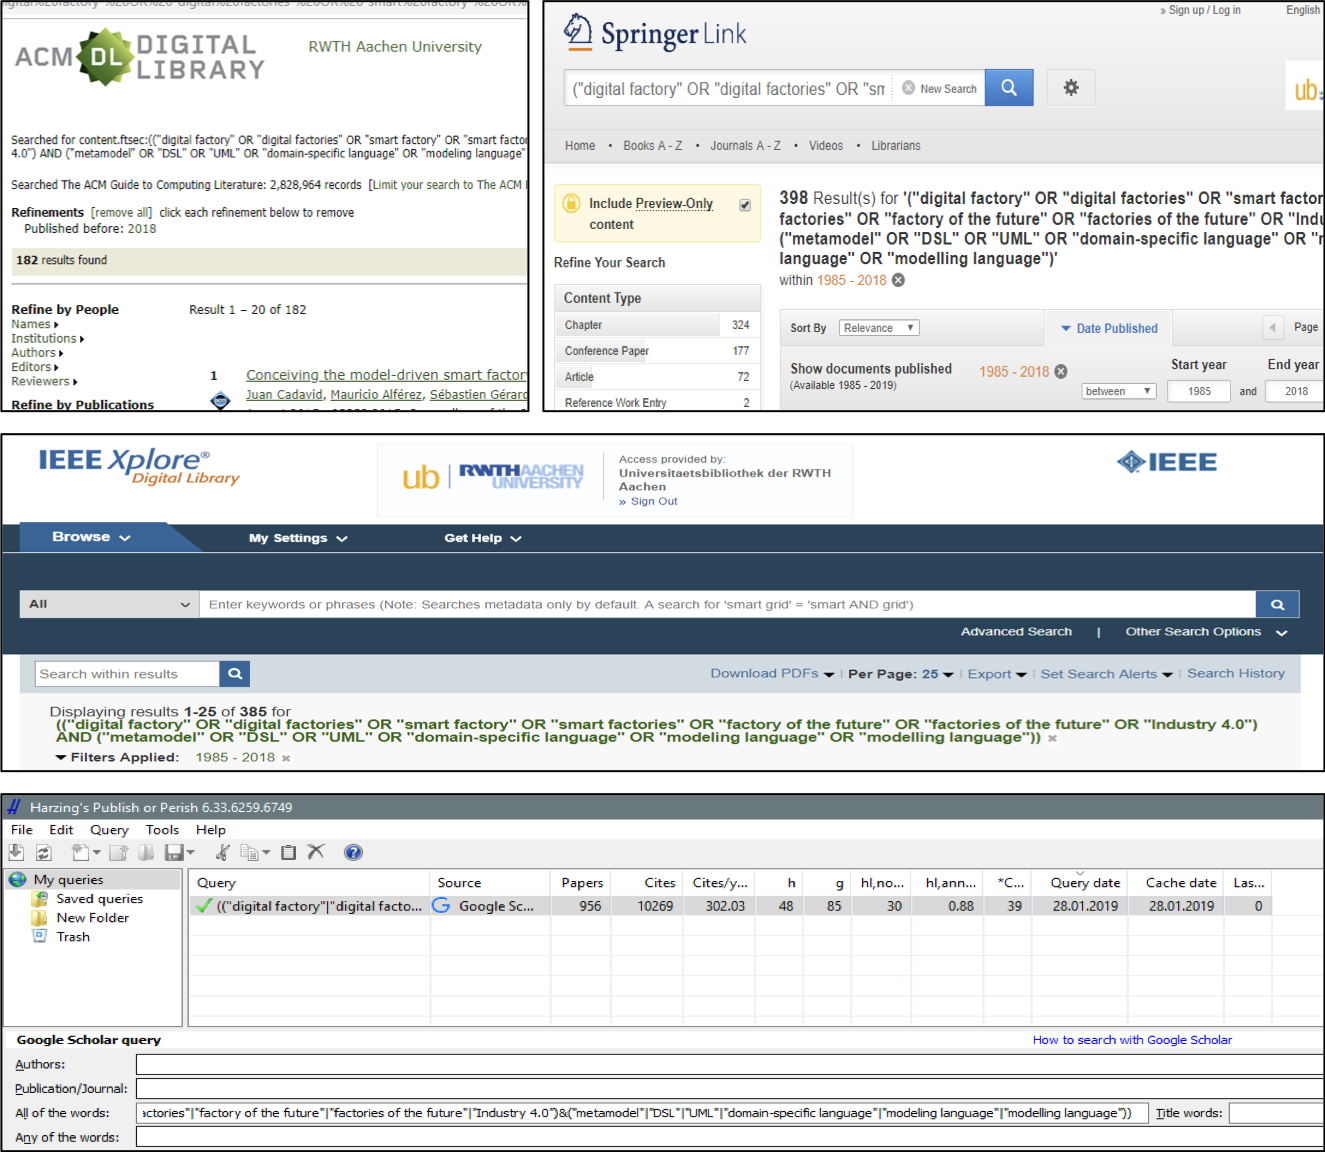 ACM DL DIGITAL LIBRARY
RWTH Aachen University
Searched for content.ftsec:(("digital factory" OR "digital factories" OR "smart factory" OR "smart factor
4.0") AND ("metamodel" OR "DSL" OR "UML" OR "domain-specific language" OR "modeling language"
Searched The ACM Guide to Computing Literature: 2,828,964 records [Limit your search to The ACM
Refinements [remove all] click each refinement below to remove
Published before: 2018
182 results found
Refine by People
Names
Institutions
Authors
Editors
Reviewers
Refine by Publications
Result 1 – 20 of 182
1 Conceiving the model-driven smart factory
Juan Cadavid, Mauricio Alférez, Sébastien Gérard
» Sign up / Log in English
Springer Link
("digital factory" OR "digital factories" OR "sm New Search
ub
Home • Books A - Z • Journals A - Z • Videos • Librarians
Include Preview-Only
content
Refine Your Search
Content Type
Chapter 324
Conference Paper 177
Article 72
Reference Work Entry 2
398 Result(s) for '("digital factory" OR "digital factories" OR "smart factor
factories" OR "factory of the future" OR "factories of the future" OR "Indu
("metamodel" OR "DSL" OR "UML" OR "domain-specific language" OR "m
language" OR "modelling language")'
within 1985 - 2018
Sort By Relevance Date Published Page
Show documents published 1985 - 2018 Start year End year
(Available 1985 - 2019) between 1985 and 2018
IEEE Xplore®
Digital Library
ub RWTH AACHEN UNIVERSITY
Access provided by:
Universitaetsbibliothek der RWTH
Aachen
» Sign Out
IEEE
Browse My Settings Get Help
All Enter keywords or phrases (Note: Searches metadata only by default. A search for 'smart grid' = 'smart AND grid')
Advanced Search | Other Search Options
Search within results Download PDFs | Per Page: 25 | Export | Set Search Alerts | Search History
Displaying results 1-25 of 385 for
(("digital factory" OR "digital factories" OR "smart factory" OR "smart factories" OR "factory of the future" OR "factories of the future" OR "Industry 4.0")
AND ("metamodel" OR "DSL" OR "UML" OR "domain-specific language" OR "modeling language" OR "modelling language"))
Filters Applied: 1985 - 2018
Harzing's Publish or Perish 6.33.6259.6749
File Edit Query Tools Help
My queries
Saved queries
New Folder
Trash
Query Source Papers Cites Cites/y... h g hI,no... hI,ann... *C... Query date Cache date Las...
(("digital factory"|"digital facto... Google Sc... 956 10269 302.03 48 85 30 0.88 39 28.01.2019 28.01.2019 0
Google Scholar query How to search with Google Scholar
Authors:
Publication/Journal:
All of the words: actories"|"factory of the future"|"factories of the future"|"Industry 4.0")&("metamodel"|"DSL"|"UML"|"domain-specific language"|"modeling language"|"modelling language")) Title words:
Any of the words: